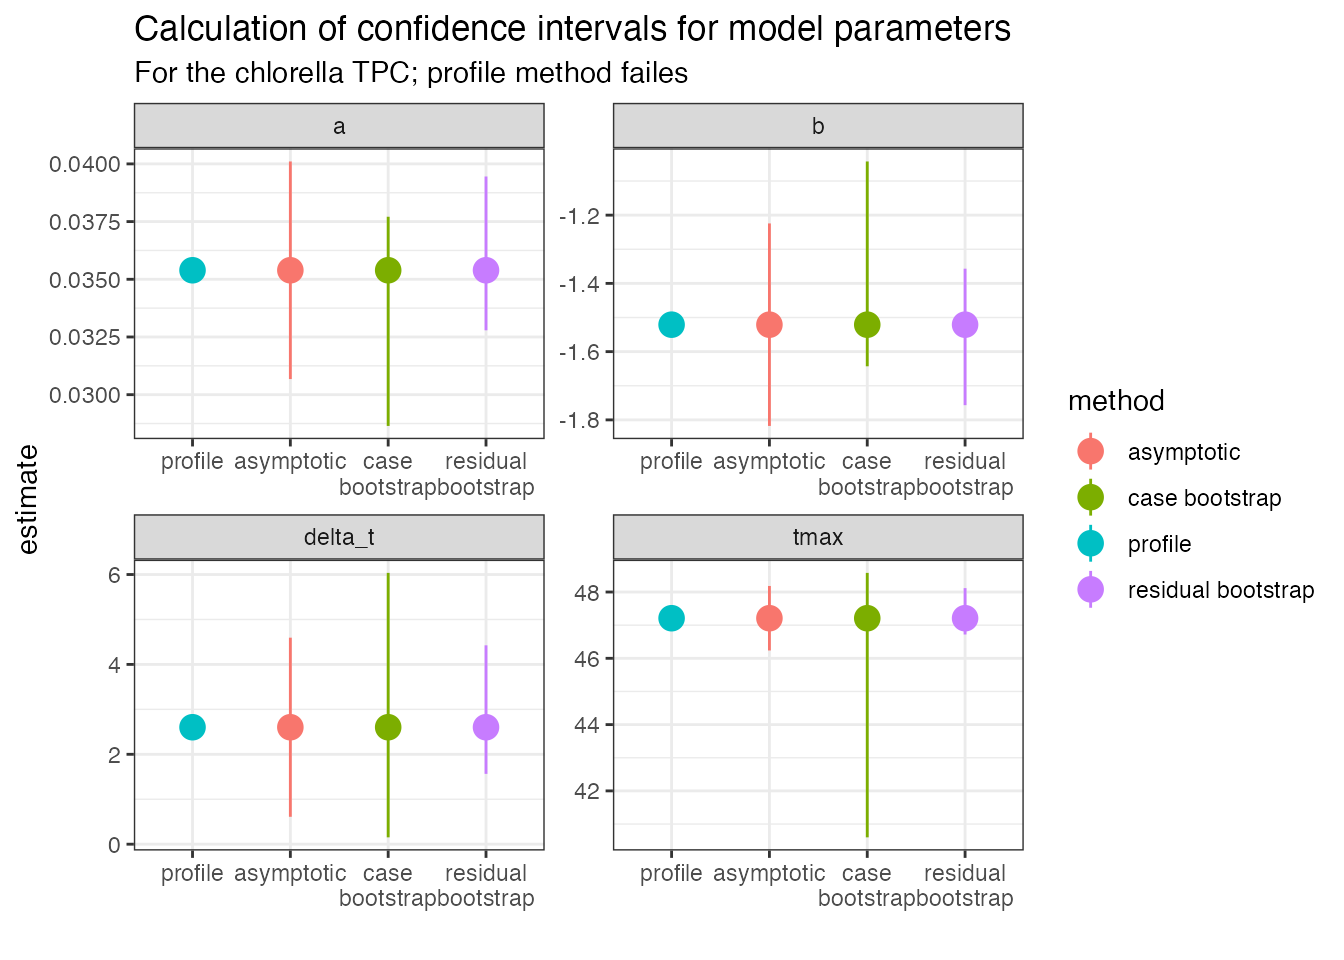 Calculation of confidence intervals for model parameters
For the chlorella TPC; profile method failes
a
b
0.0400
0.0375
0.0350
0.0325
0.0300
-1.2
-1.4
-1.6
-1.8
profile asymptotic case bootstrap residual bootstrap
profile asymptotic case bootstrap residual bootstrap
estimate
delta_t
tmax
6
4
2
0
48
46
44
42
profile asymptotic case bootstrap residual bootstrap
profile asymptotic case bootstrap residual bootstrap
method
asymptotic
case bootstrap
profile
residual bootstrap